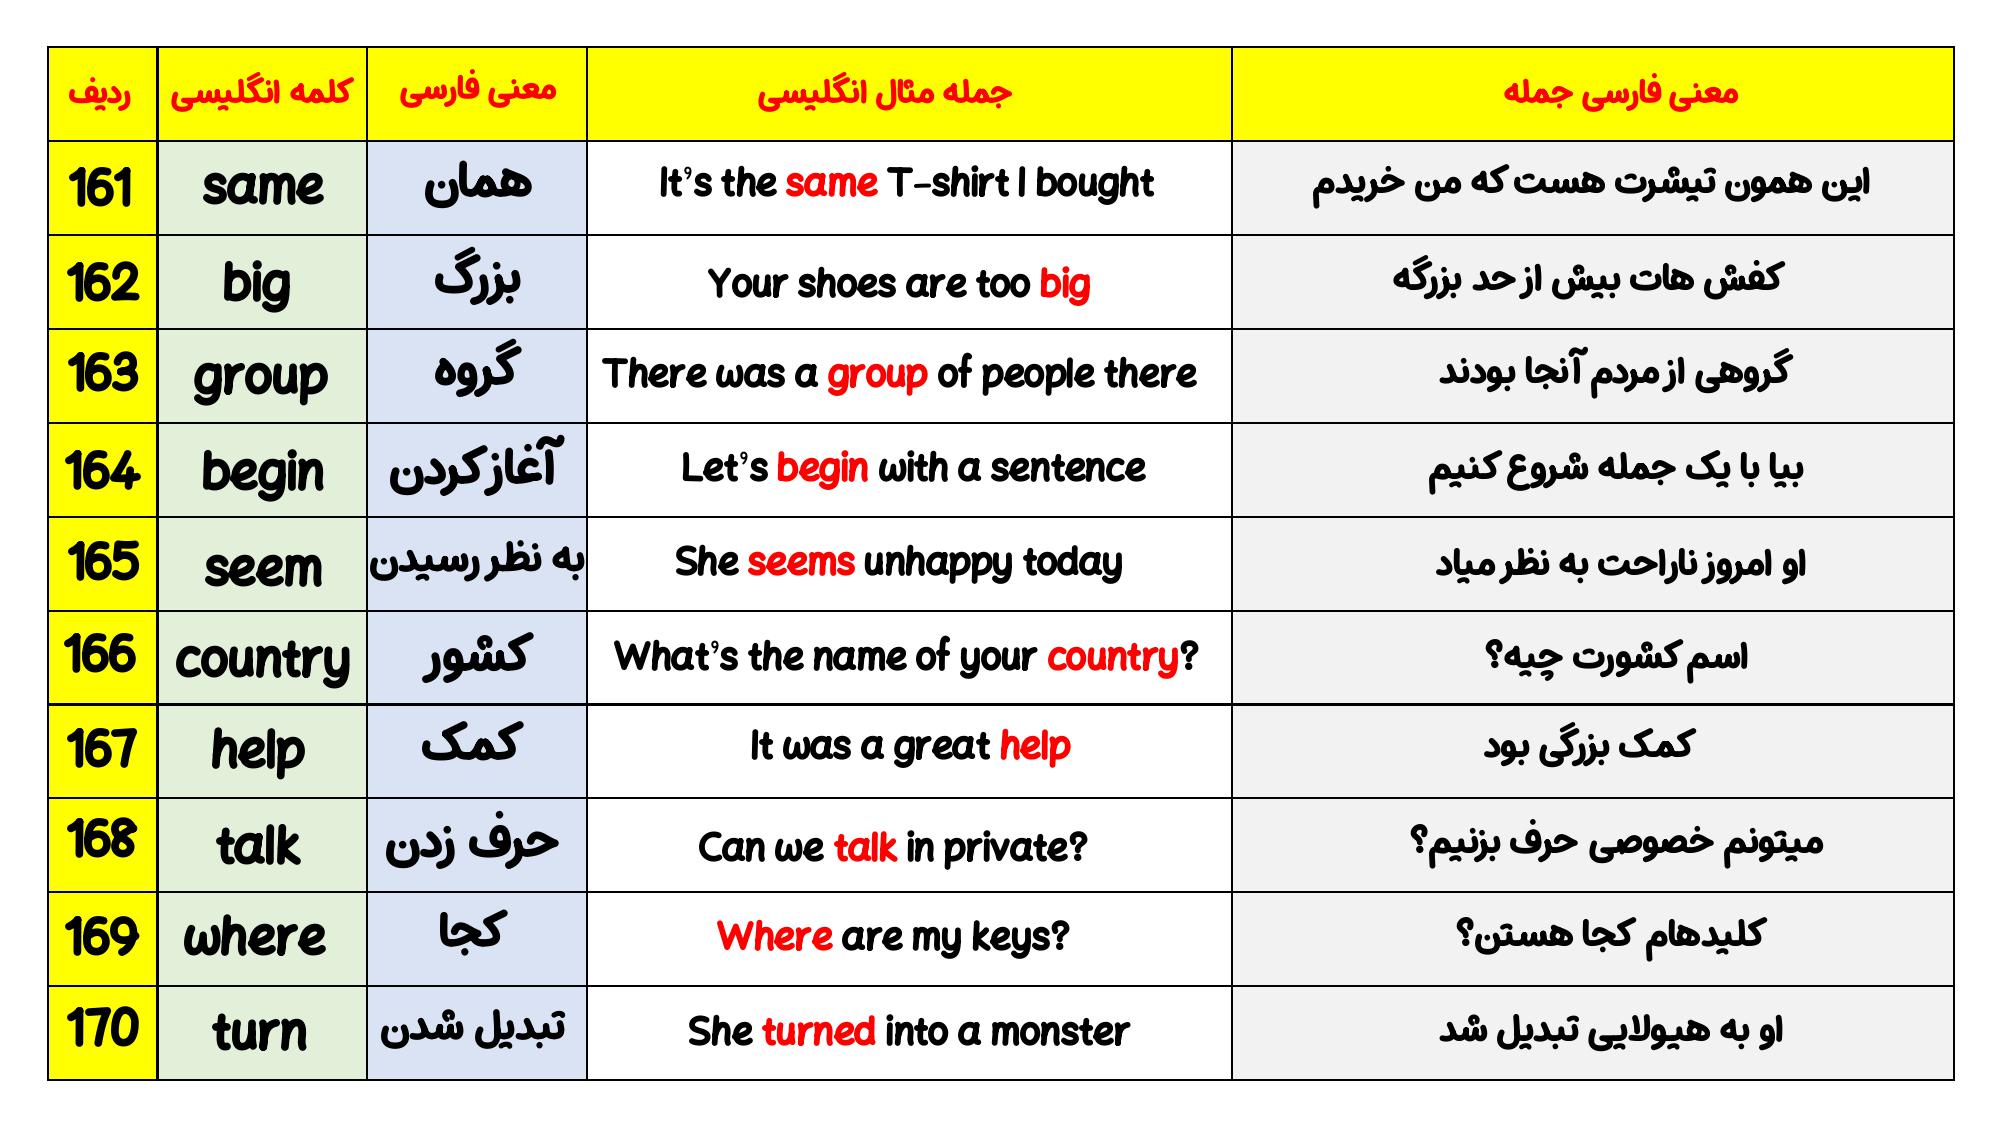 ردیف کلمه انگلیسی معنی فارسی جمله مثال انگلیسی معنی فارسی جمله
161 same همان It’s the same T-shirt I bought این همون تیشرت هست که من خریدم
162 big بزرگ Your shoes are too big کفش هات بیش از حد بزرگه
163 group گروه There was a group of people there گروهی از مردم آنجا بودند
164 begin آغاز کردن Let’s begin with a sentence بیا با یک جمله شروع کنیم
165 seem به نظر رسیدن She seems unhappy today او امروز ناراحت به نظر میاد
166 country کشور What’s the name of your country? اسم کشورت چیه؟
167 help کمک It was a great help کمک بزرگی بود
168 talk حرف زدن Can we talk in private? میتونم خصوصی حرف بزنیم؟
169 where کجا Where are my keys? کلیدهام کجا هستن؟
170 turn تبدیل شدن She turned into a monster او به هیولایی تبدیل شد